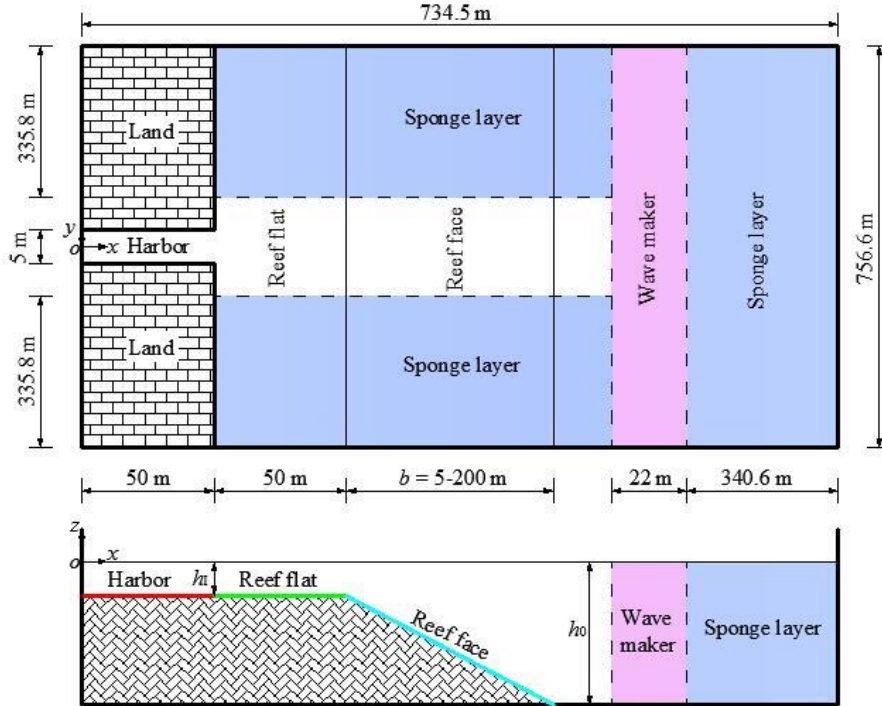 734.5 m
335.8 m
Land
Sponge layer
y
o
x
Harbor
5 m
Reef flat
Reef face
Wave maker
Sponge layer
756.6 m
335.8 m
Land
Sponge layer
50 m
50 m
b = 5-200 m
22 m
340.6 m
z
o
x
Harbor
h1
Reef flat
Reef face
h0
Wave
maker
Sponge layer